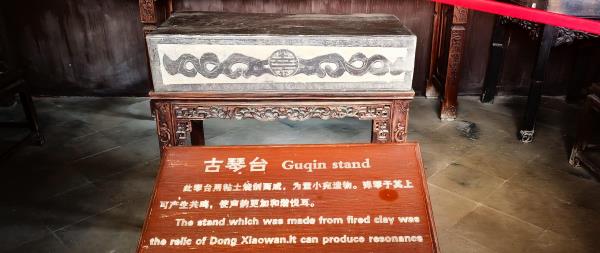 古琴台 Guqin stand
此琴台用黏土烧制而成，为董小宛遗物。弹琴于其上
可产生共鸣，使声韵更加和谐悦耳。
The stand which was made from fired clay was
the relic of Dong Xiaowan.It can produce resonance